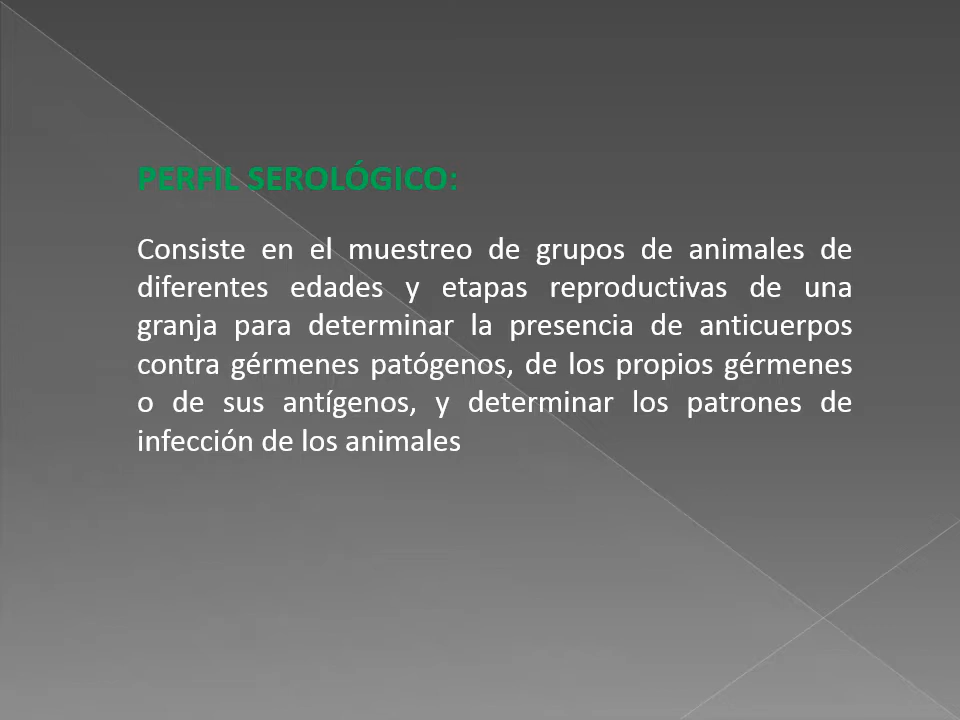 PERFIL SEROLÓGICO:
Consiste en el muestreo de grupos de animales de
diferentes edades y etapas reproductivas de una
granja para determinar la presencia de anticuerpos
contra gérmenes patógenos, de los propios gérmenes
o de sus antígenos, y determinar los patrones de
infección de los animales